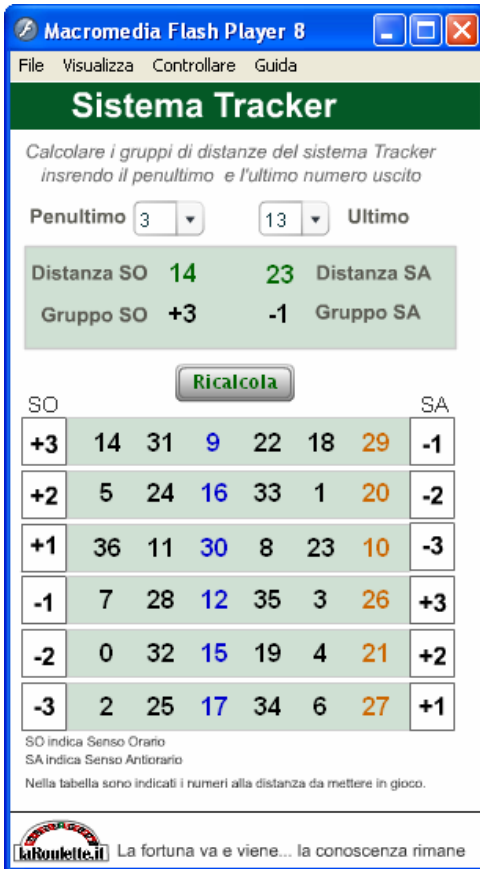 Macromedia Flash Player 8
File Visualizza Controllare Guida
Sistema Tracker
Calcolare i gruppi di distanze del sistema Tracker
insrendo il penultimo e l'ultimo numero uscito
Penultimo 3 13 Ultimo
Distanza SO 14 23 Distanza SA
Gruppo SO +3 -1 Gruppo SA
Ricalcola
SO SA
+3 14 31 9 22 18 29 -1
+2 5 24 16 33 1 20 -2
+1 36 11 30 8 23 10 -3
-1 7 28 12 35 3 26 +3
-2 0 32 15 19 4 21 +2
-3 2 25 17 34 6 27 +1
SO indica Senso Orario
SA indica Senso Antiorario
Nella tabella sono indicati i numeri alla distanza da mettere in gioco.
laRoulette.it La fortuna va e viene... la conoscenza rimane